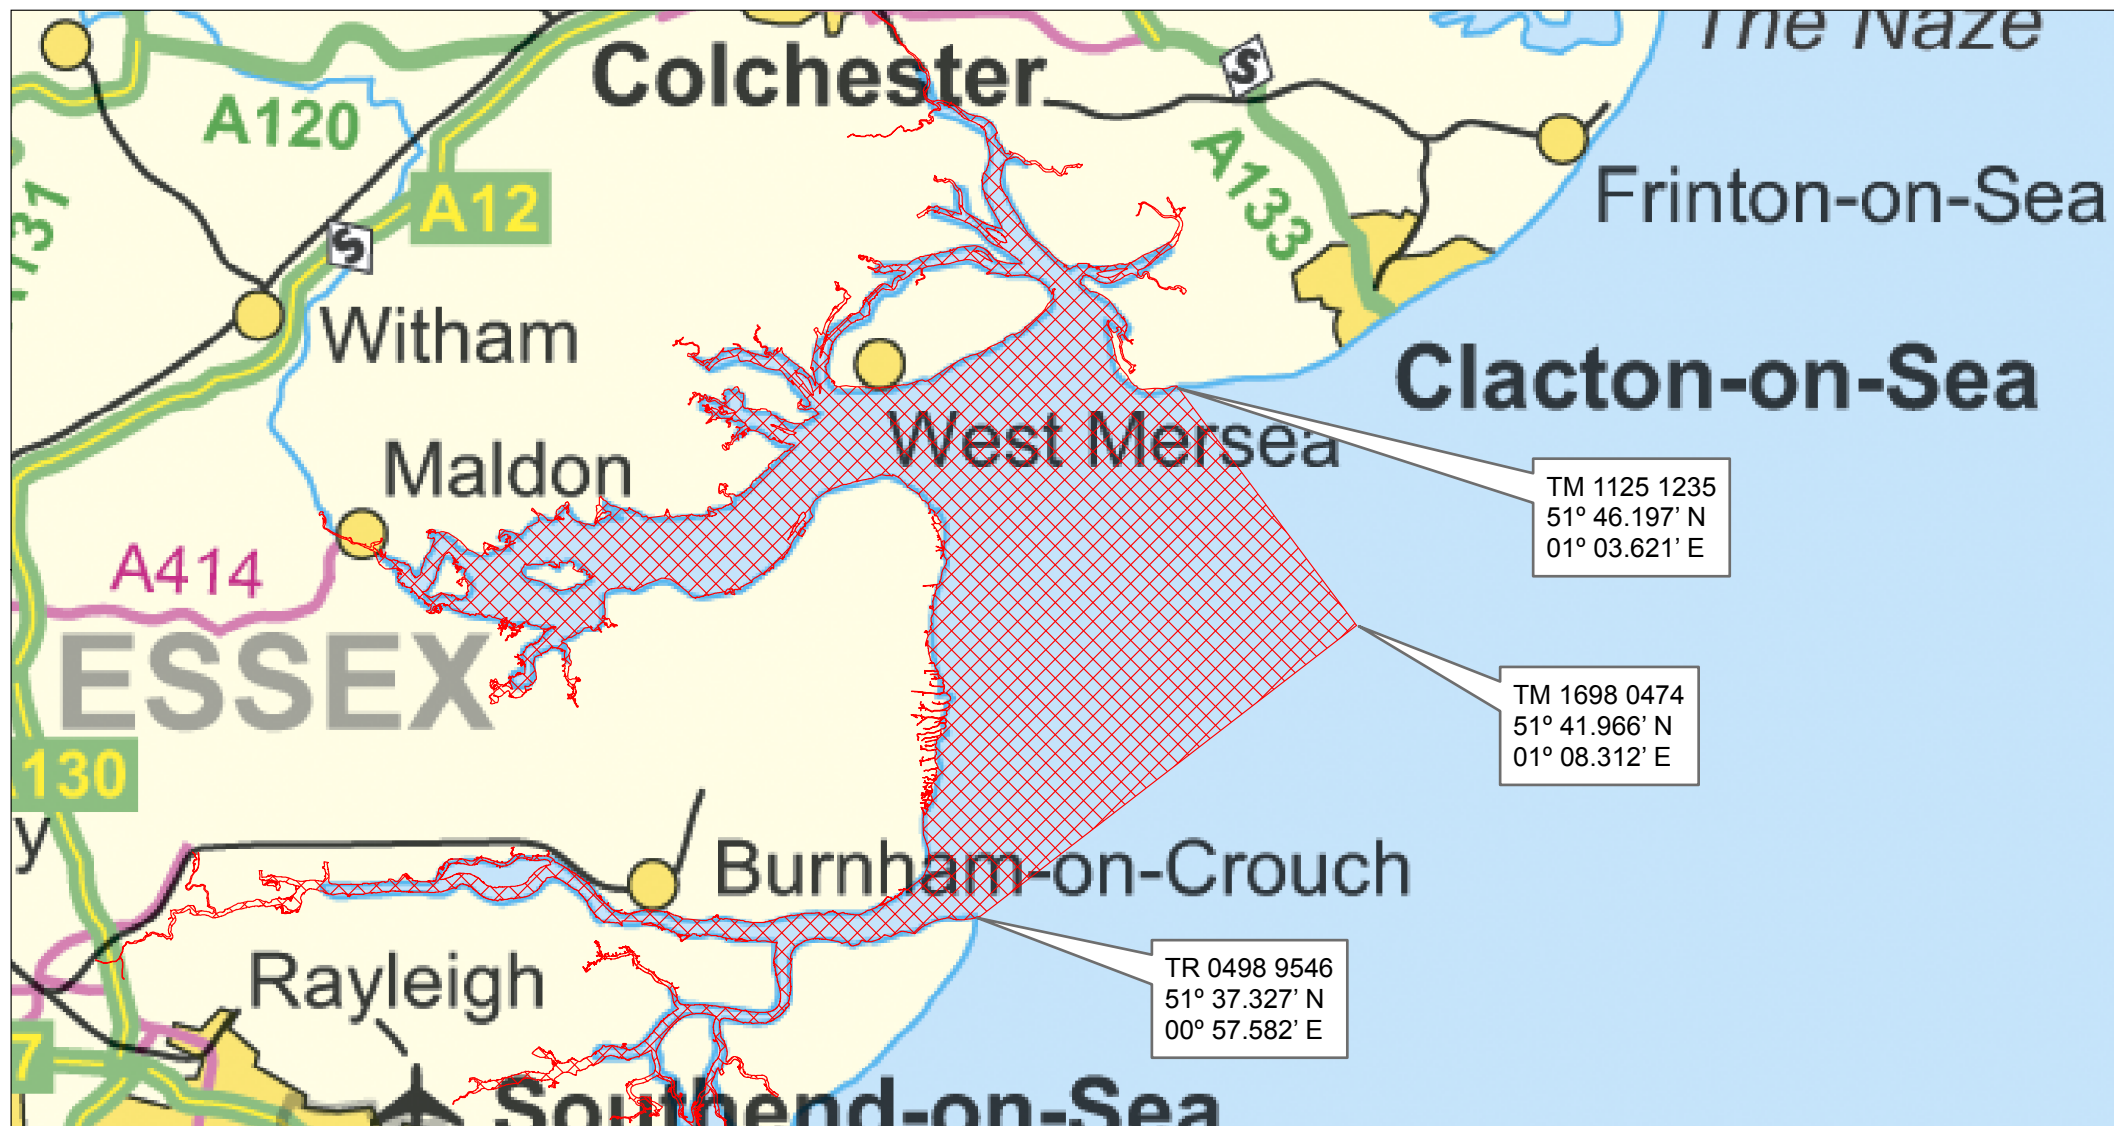 The Naze
Colchester
A120
A133
Frinton-on-Sea
A12
S
S
131
Witham
Clacton-on-Sea
West Mersea
Maldon
TM 1125 1235
51º 46.197’ N
01º 03.621’ E
A414
ESSEX
TM 1698 0474
51º 41.966’ N
01º 08.312’ E
130
y
Burnham-on-Crouch
TR 0498 9546
51º 37.327’ N
00º 57.582’ E
Rayleigh
7
Southend-on-Sea